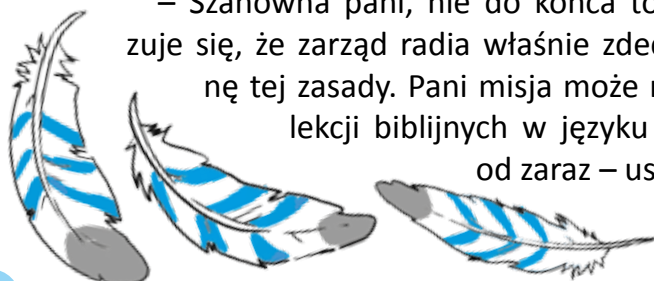 – Szanowna pani, nie do końca to
zuje się, że zarząd radia właśnie zdec
nę tej zasady. Pani misja może r
lekcji biblijnych w języku
od zaraz – us